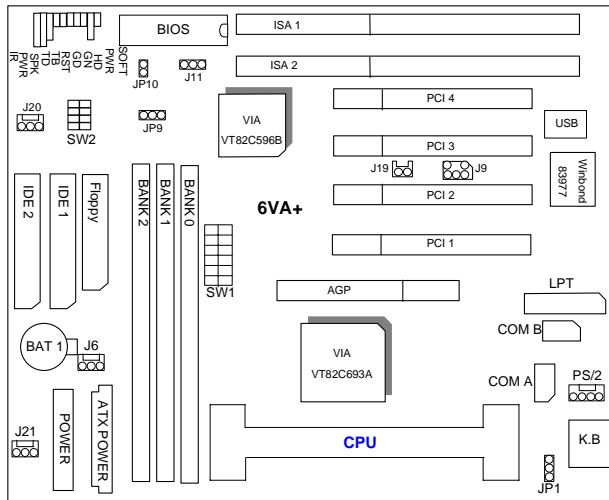 BIOS
ISA 1
ISA 2
IR
PWR
SPK
TD
TB
RST
GD
GN
HD
PWR
SOFT
JP10
J11
JP9
J20
SW2
VIA
VT82C596B
PCI 4
PCI 3
J19
J9
PCI 2
PCI 1
USB
Winbond
83977
IDE 2
IDE 1
Floppy
BANK 2
BANK 1
BANK 0
6VA+
SW1
AGP
LPT
COM B
BAT 1
J6
VIA
VT82C693A
COM A
PS/2
J21
POWER
ATX POWER
CPU
K.B
JP1